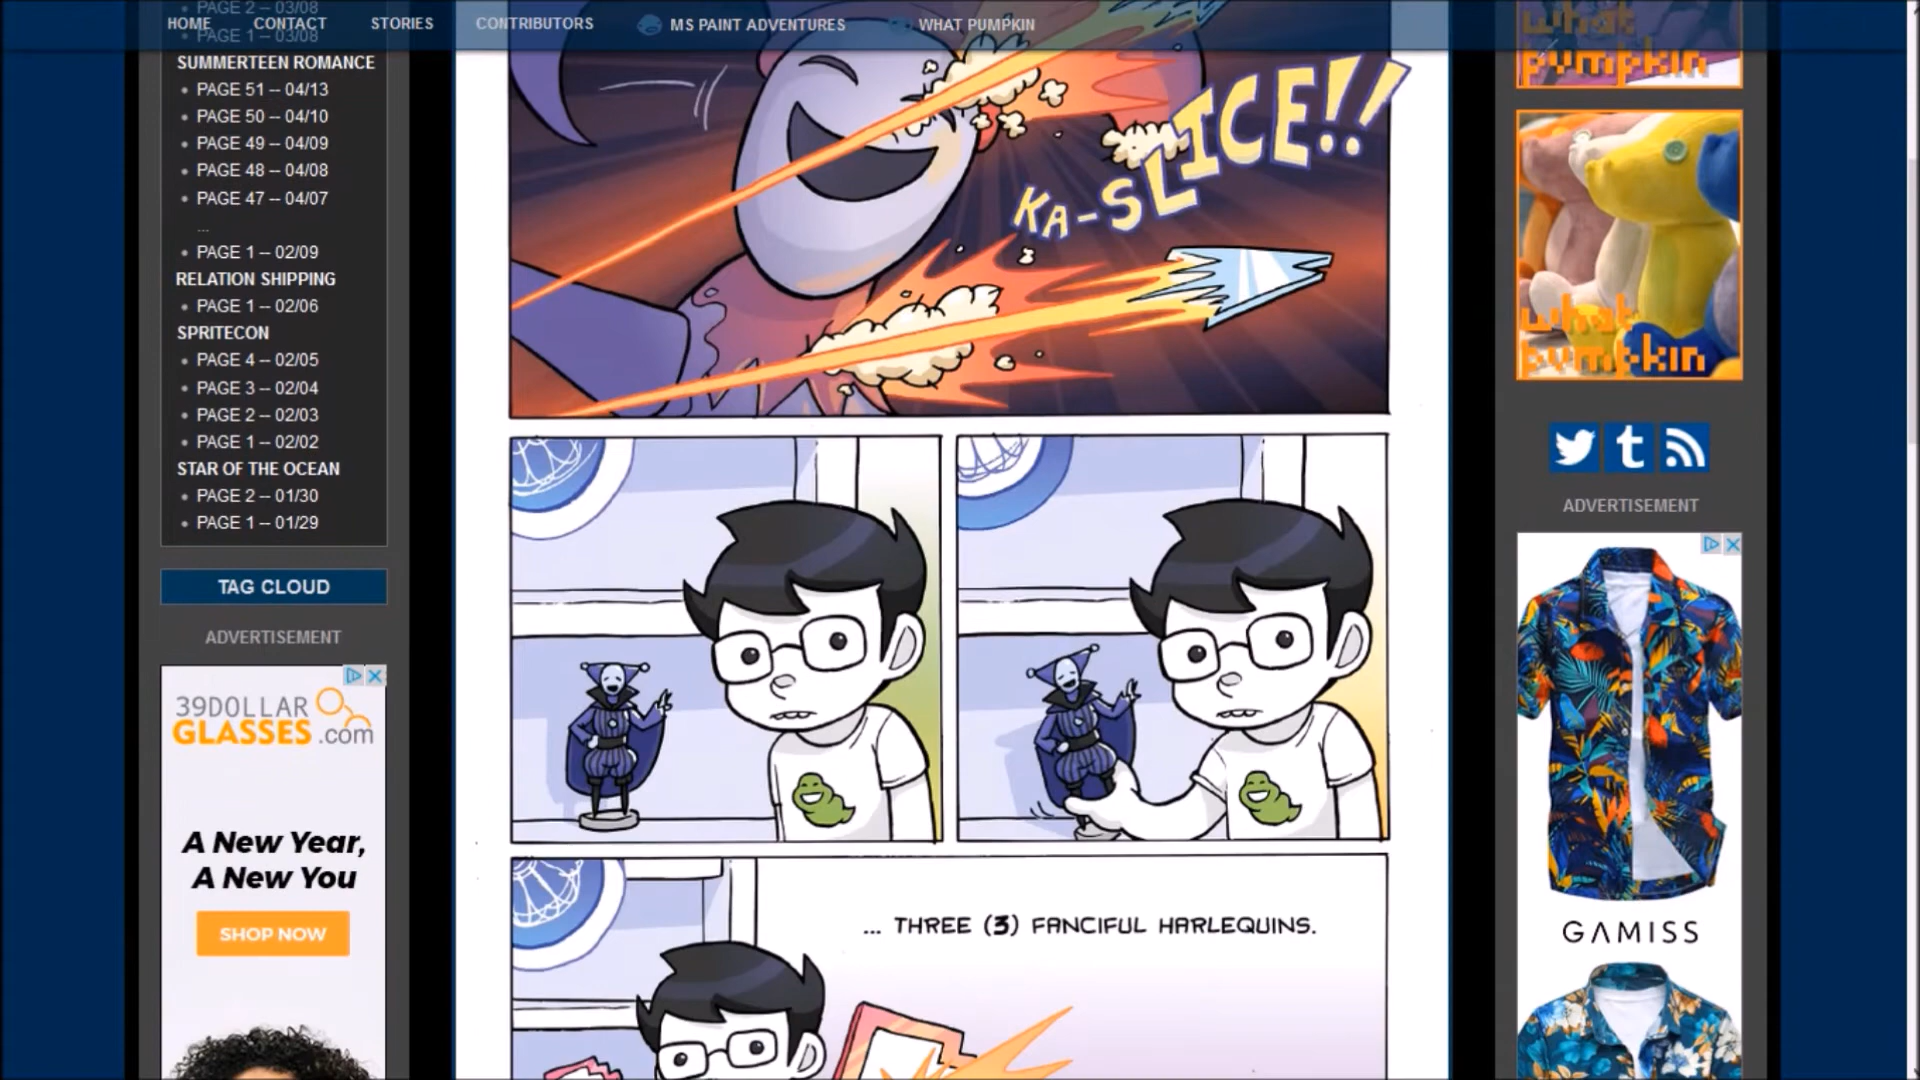 HOME CONTACT STORIES CONTRIBUTORS MS PAINT ADVENTURES WHAT PUMPKIN
PAGE 2 -- 03/08
PAGE 1 -- 03/08
SUMMERTEEN ROMANCE
PAGE 51 -- 04/13
PAGE 50 -- 04/10
PAGE 49 -- 04/09
PAGE 48 -- 04/08
PAGE 47 -- 04/07
...
PAGE 1 -- 02/09
RELATION SHIPPING
PAGE 1 -- 02/06
SPRITECON
PAGE 4 -- 02/05
PAGE 3 -- 02/04
PAGE 2 -- 02/03
PAGE 1 -- 02/02
STAR OF THE OCEAN
PAGE 2 -- 01/30
PAGE 1 -- 01/29
TAG CLOUD
ADVERTISEMENT
39DOLLAR
GLASSES.com
A New Year,
A New You
SHOP NOW
KA-SLICE!!
... THREE (3) FANCIFUL HARLEQUINS.
what
pumpkin
what
pumpkin
ADVERTISEMENT
GAMISS